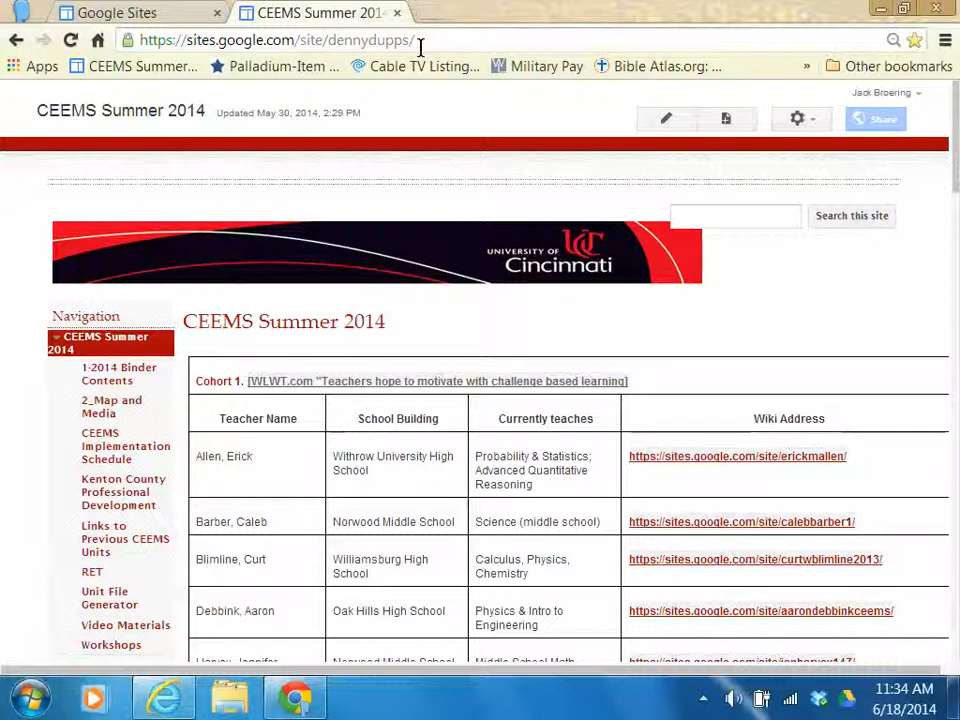 Google Sites × CEEMS Summer 201 ×
https://sites.google.com/site/dennydupps/
Apps CEEMS Summer... Palladium-Item ... Cable TV Listing... Military Pay Bible Atlas.org: ... » Other bookmarks
Jack Broering
CEEMS Summer 2014 Updated May 30, 2014, 2:29 PM
Share
Search this site
UNIVERSITY OF
Cincinnati
Navigation
CEEMS Summer
2014
1-2014 Binder
Contents
2_Map and
Media
CEEMS
Implementation
Schedule
Kenton County
Professional
Development
Links to
Previous CEEMS
Units
RET
Unit File
Generator
Video Materials
Workshops
CEEMS Summer 2014
Cohort 1. [WLWT.com "Teachers hope to motivate with challenge based learning]
Teacher Name School Building Currently teaches Wiki Address
Allen, Erick Withrow University High School Probability & Statistics; Advanced Quantitative Reasoning https://sites.google.com/site/erickmallen/
Barber, Caleb Norwood Middle School Science (middle school) https://sites.google.com/site/calebbarber1/
Blimline, Curt Williamsburg High School Calculus, Physics, Chemistry https://sites.google.com/site/curtwblimline2013/
Debbink, Aaron Oak Hills High School Physics & Intro to Engineering https://sites.google.com/site/aarondebbinkceems/
11:34 AM
6/18/2014